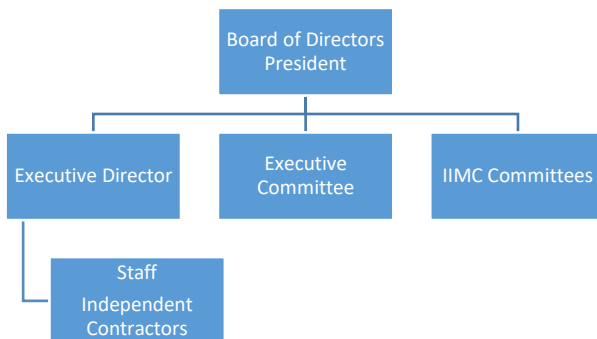 Board of Directors
President
Executive Director
Executive
Committee
IIMC Committees
Staff
Independent
Contractors